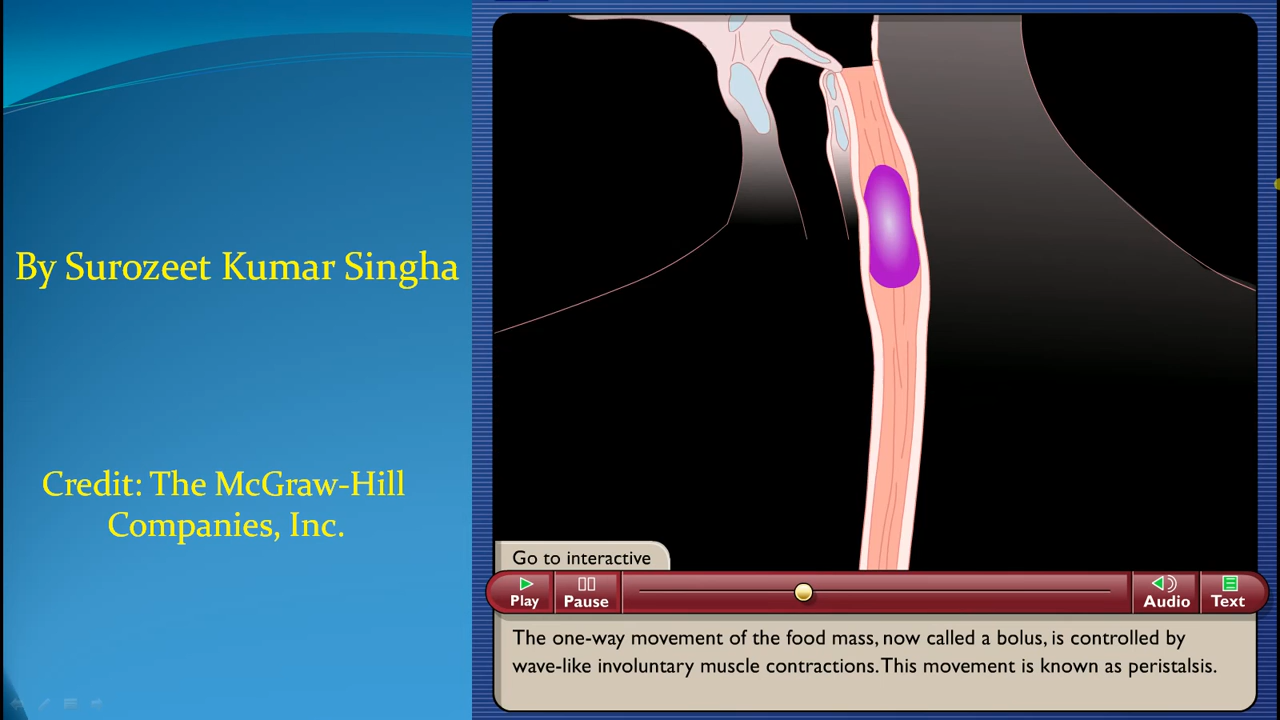 By Surozeet Kumar Singha
Credit: The McGraw-Hill
Companies, Inc.
Go to interactive
Play
Pause
Audio
Text
The one-way movement of the food mass, now called a bolus, is controlled by
wave-like involuntary muscle contractions. This movement is known as peristalsis.